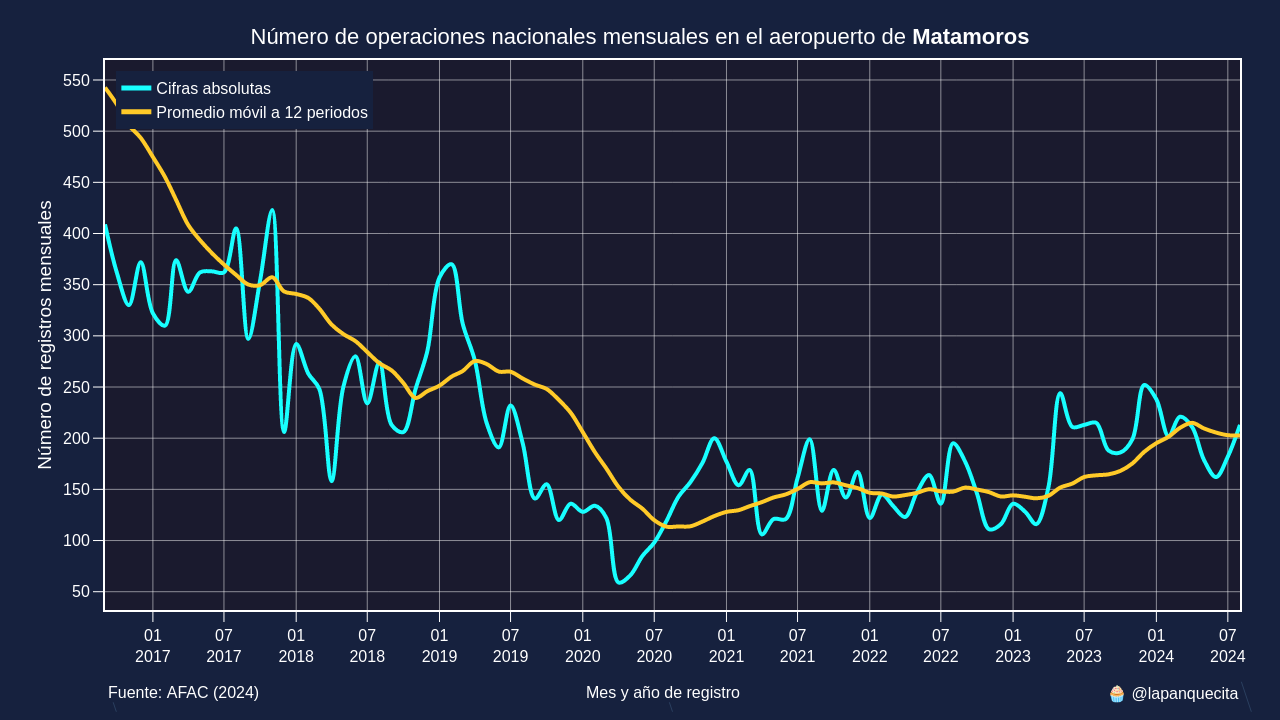 Número de operaciones nacionales mensuales en el aeropuerto de Matamoros
Cifras absolutas
Promedio móvil a 12 periodos
Número de registros mensuales
550
500
450
400
350
300
250
200
150
100
50
01 07 01 07 01 07 01 07 01 07 01 07 01 07 01 07
2017 2017 2018 2018 2019 2019 2020 2020 2021 2021 2022 2022 2023 2023 2024 2024
Fuente: AFAC (2024)
Mes y año de registro
🧁 @lapanquecita